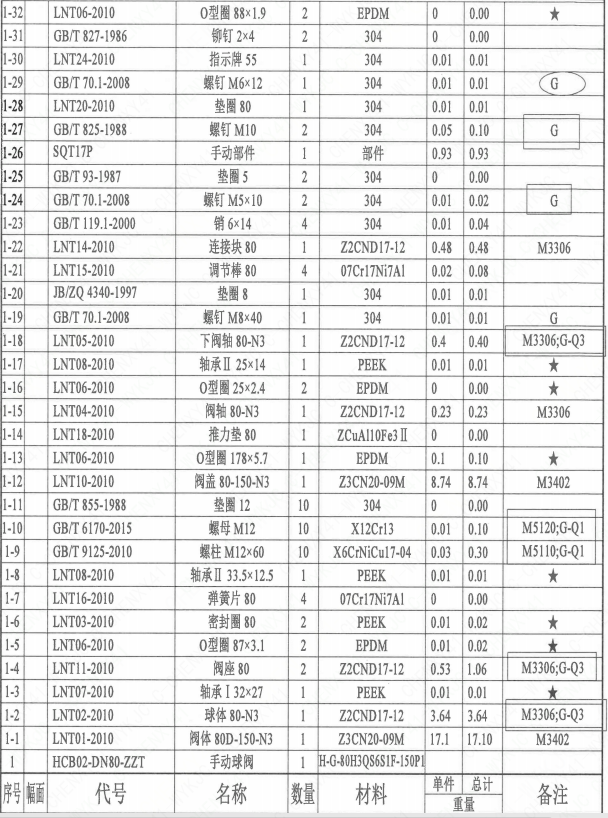 1-32 LNT06-2010 O型圈 88×1.9 2 EPDM 0 0.00 ★
1-31 GB/T 827-1986 铆钉 2×4 2 304 0 0.00
1-30 LNT24-2010 指示牌 55 1 304 0.01 0.01
1-29 GB/T 70.1-2008 螺钉 M6×12 1 304 0.01 0.01 G
1-28 LNT20-2010 垫圈 80 1 304 0.01 0.01
1-27 GB/T 825-1988 螺钉 M10 2 304 0.05 0.10 G
1-26 SQT17P 手动部件 1 部件 0.93 0.93
1-25 GB/T 93-1987 垫圈 5 2 304 0 0.00
1-24 GB/T 70.1-2008 螺钉 M5×10 2 304 0.01 0.02 G
1-23 GB/T 119.1-2000 销 6×14 4 304 0.01 0.04
1-22 LNT14-2010 连接块 80 1 Z2CND17-12 0.48 0.48 M3306
1-21 LNT15-2010 调节棒 80 4 07Cr17Ni7Al 0.02 0.08
1-20 JB/ZQ 4340-1997 垫圈 8 1 304 0.01 0.01
1-19 GB/T 70.1-2008 螺钉 M8×40 1 304 0.01 0.01 G
1-18 LNT05-2010 下阀轴 80-N3 1 Z2CND17-12 0.4 0.40 M3306;G-Q3
1-17 LNT08-2010 轴承Ⅱ 25×14 1 PEEK 0.01 0.01 ★
1-16 LNT06-2010 O型圈 25×2.4 2 EPDM 0 0.00 ★
1-15 LNT04-2010 阀轴 80-N3 1 Z2CND17-12 0.23 0.23 M3306
1-14 LNT18-2010 推力垫 80 1 ZCuAl10Fe3Ⅱ 0 0.00
1-13 LNT06-2010 O型圈 178×5.7 1 EPDM 0.1 0.10 ★
1-12 LNT10-2010 阀盖 80-150-N3 1 Z3CN20-09M 8.74 8.74 M3402
1-11 GB/T 855-1988 垫圈 12 10 304 0 0.00
1-10 GB/T 6170-2015 螺母 M12 10 X12Cr13 0.01 0.10 M5120;G-Q1
1-9 GB/T 9125-2010 螺柱 M12×60 10 X6CrNiCu17-04 0.03 0.30 M5110;G-Q1
1-8 LNT08-2010 轴承Ⅱ 33.5×12.5 1 PEEK 0.01 0.01 ★
1-7 LNT16-2010 弹簧片 80 4 07Cr17Ni7Al 0 0.00
1-6 LNT03-2010 密封圈 80 2 PEEK 0.01 0.02 ★
1-5 LNT06-2010 O型圈 87×3.1 2 EPDM 0.01 0.02 ★
1-4 LNT11-2010 阀座 80 2 Z2CND17-12 0.53 1.06 M3306;G-Q3
1-3 LNT07-2010 轴承Ⅰ 32×27 1 PEEK 0.01 0.01 ★
1-2 LNT02-2010 球体 80-N3 1 Z2CND17-12 3.64 3.64 M3306;G-Q3
1-1 LNT01-2010 阀体 80D-150-N3 1 Z3CN20-09M 17.1 17.10 M3402
1 HCB02-DN80-ZZT 手动球阀 1 H-G-80H3QS6S1F-150P1
序号 幅面 代号 名称 数量 材料 单件 总计 备注
重量